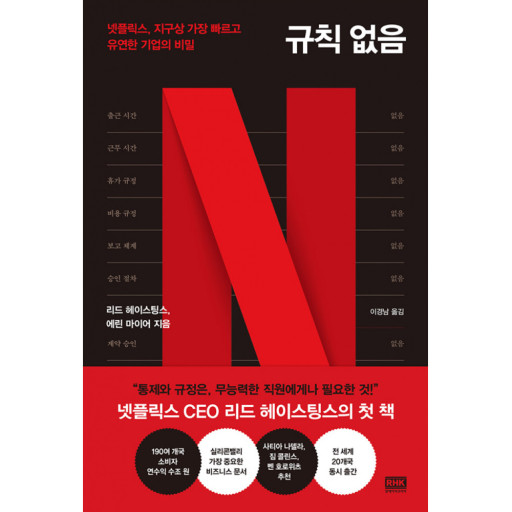 넷플릭스, 지구상 가장 빠르고
유연한 기업의 비밀
규칙 없음
출근 시간 없음
근무 시간 없음
휴가 규정 없음
비용 규정 없음
보고 체계 없음
승인 절차 없음
리드 헤이스팅스,
에린 마이어 지음
이경남 옮김
계약 승인 없음
“통제와 규정은, 무능력한 직원에게나 필요한 것!”
넷플릭스 CEO 리드 헤이스팅스의 첫 책
190여 개국
소비자
연수익 수조 원
실리콘밸리
가장 중요한
비즈니스 문서
사티아 나델라,
짐 콜린스,
벤 호로위츠
추천
전 세계
20개국
동시 출간
RHK